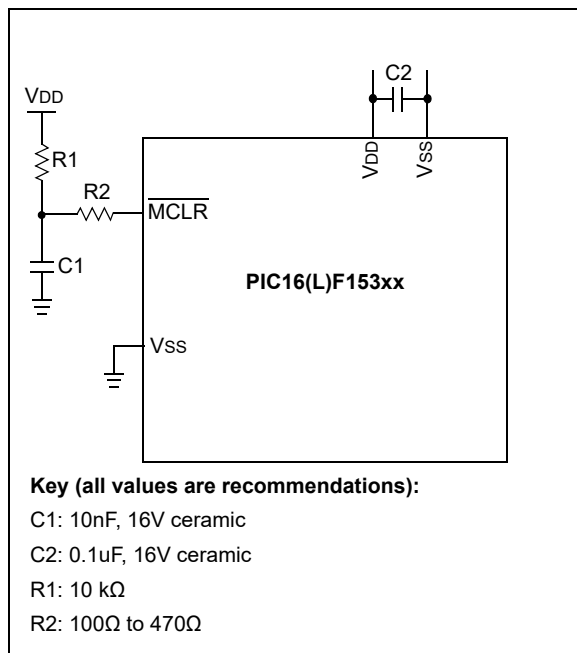 C2
VDD
R1
R2
C1
MCLR
VDD
VSS
PIC16(L)F153xx
VSS
Key (all values are recommendations):
C1: 10nF, 16V ceramic
C2: 0.1uF, 16V ceramic
R1: 10 kΩ
R2: 100Ω to 470Ω